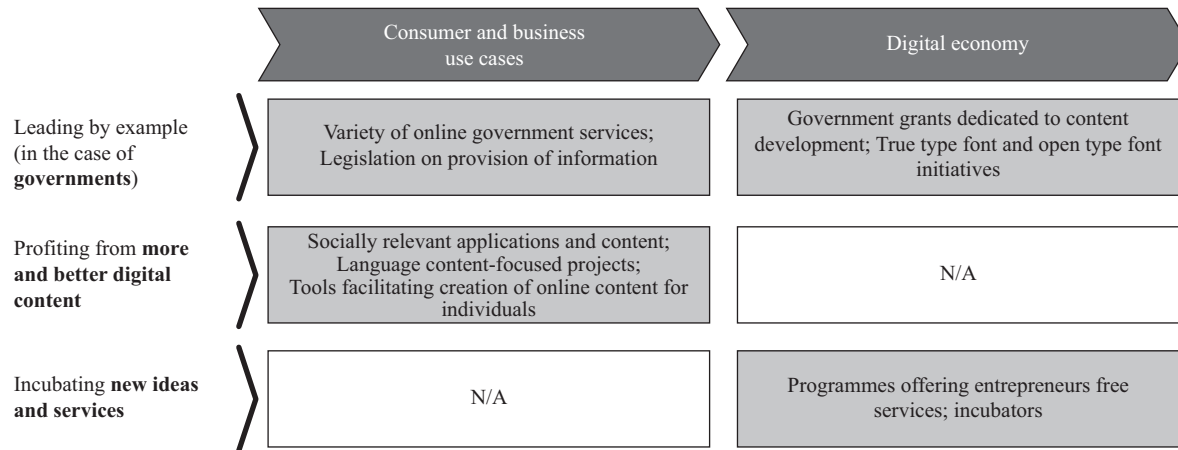 Consumer and business
use cases
Digital economy
Leading by example
(in the case of
governments)
Variety of online government services;
Legislation on provision of information
Government grants dedicated to content
development; True type font and open type font
initiatives
Profiting from more
and better digital
content
Socially relevant applications and content;
Language content-focused projects;
Tools facilitating creation of online content for
individuals
N/A
Incubating new ideas
and services
N/A
Programmes offering entrepreneurs free
services; incubators